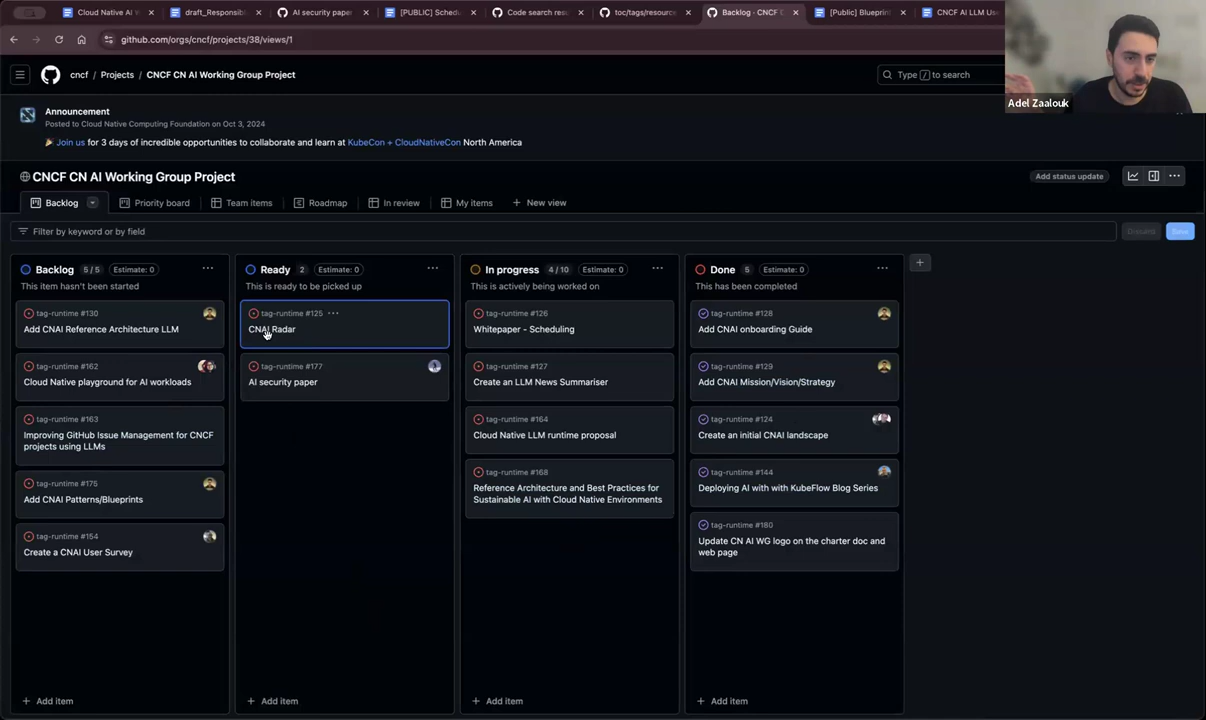 Cloud Native AI W
draft_Responsibl
AI security paper
[PUBLIC] Schedu
Code search resu
toc/tags/resource
Backlog · CNCF C
[Public] Blueprin
CNCF AI LLM Us
github.com/orgs/cncf/projects/38/views/1
cncf / Projects / CNCF CN AI Working Group Project
Type / to search
Adel Zaalouk
Announcement
Posted to Cloud Native Computing Foundation on Oct 3, 2024
🎉 Join us for 3 days of incredible opportunities to collaborate and learn at KubeCon + CloudNativeCon North America
CNCF CN AI Working Group Project
Add status update
Backlog
Priority board
Team items
Roadmap
In review
My items
+ New view
Filter by keyword or by field
Discard
Save
Backlog 5 / 5 Estimate: 0
This item hasn't been started
tag-runtime #130
Add CNAI Reference Architecture LLM
tag-runtime #162
Cloud Native playground for AI workloads
tag-runtime #163
Improving GitHub Issue Management for CNCF
projects using LLMs
tag-runtime #175
Add CNAI Patterns/Blueprints
tag-runtime #154
Create a CNAI User Survey
+ Add item
Ready 2 Estimate: 0
This is ready to be picked up
tag-runtime #125
CNAI Radar
tag-runtime #177
AI security paper
+ Add item
In progress 4 / 10 Estimate: 0
This is actively being worked on
tag-runtime #126
Whitepaper - Scheduling
tag-runtime #127
Create an LLM News Summariser
tag-runtime #164
Cloud Native LLM runtime proposal
tag-runtime #168
Reference Architecture and Best Practices for
Sustainable AI with Cloud Native Environments
+ Add item
Done 5 Estimate: 0
This has been completed
tag-runtime #128
Add CNAI onboarding Guide
tag-runtime #129
Add CNAI Mission/Vision/Strategy
tag-runtime #124
Create an initial CNAI landscape
tag-runtime #144
Deploying AI with with KubeFlow Blog Series
tag-runtime #180
Update CN AI WG logo on the charter doc and
web page
+ Add item